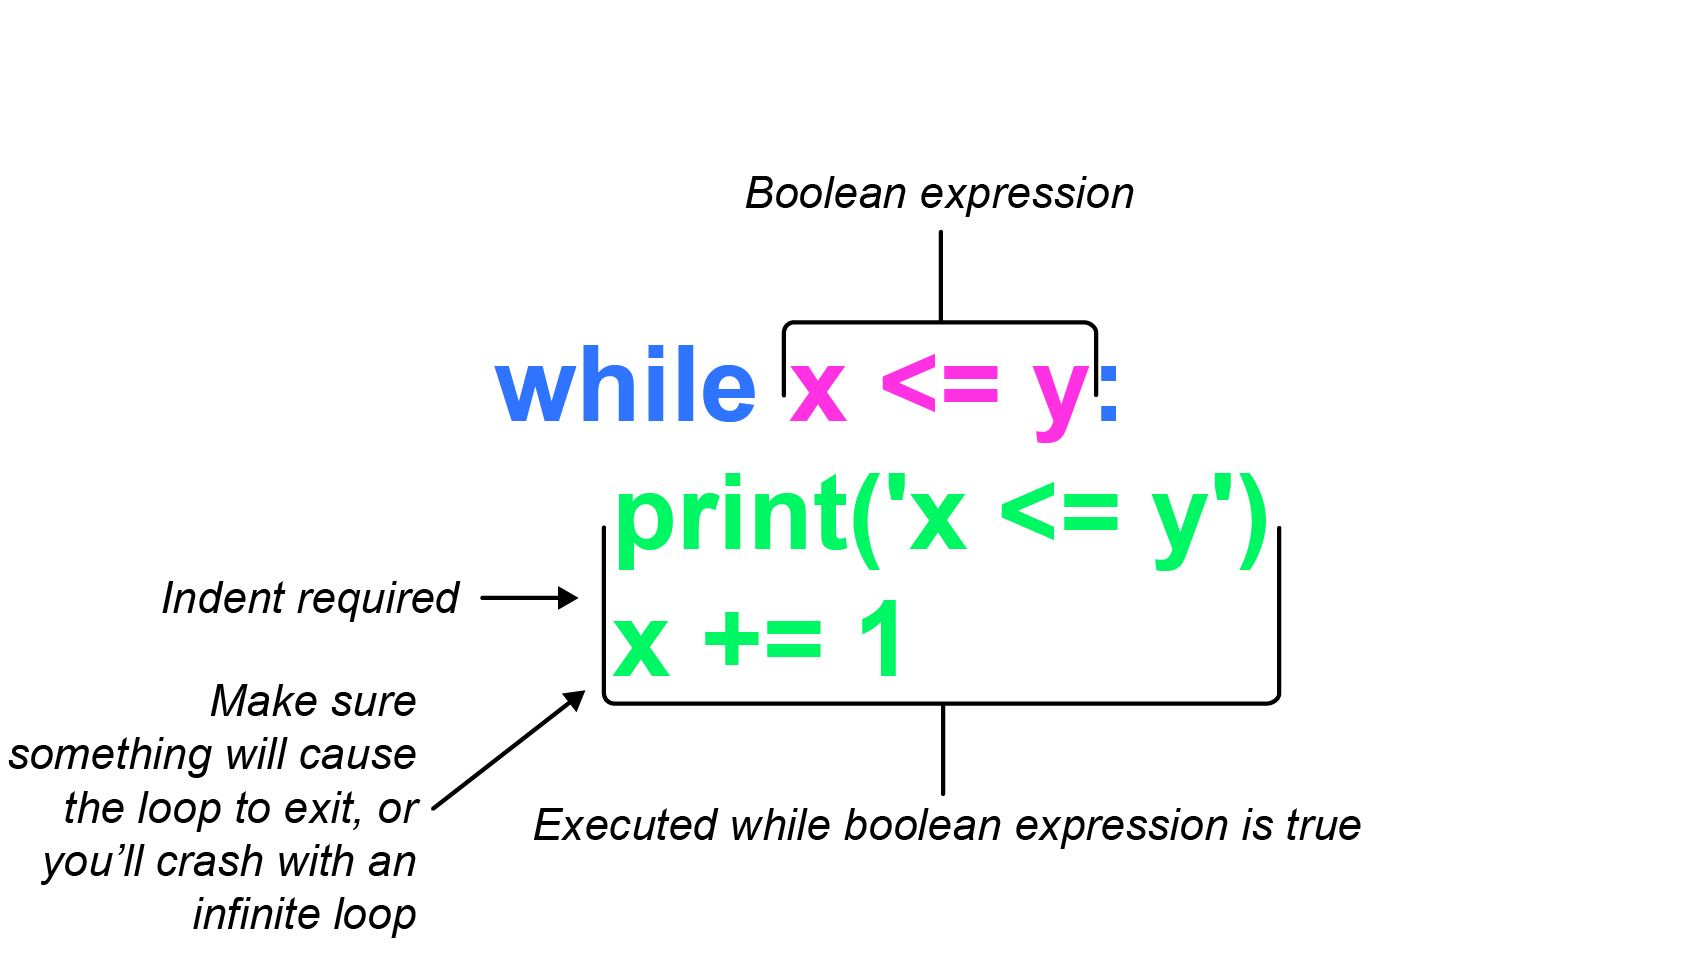 Boolean expression
while x <= y:
print('x <= y')
Indent required
x += 1
Make sure
something will cause
the loop to exit, or
you’ll crash with an
infinite loop
Executed while boolean expression is true